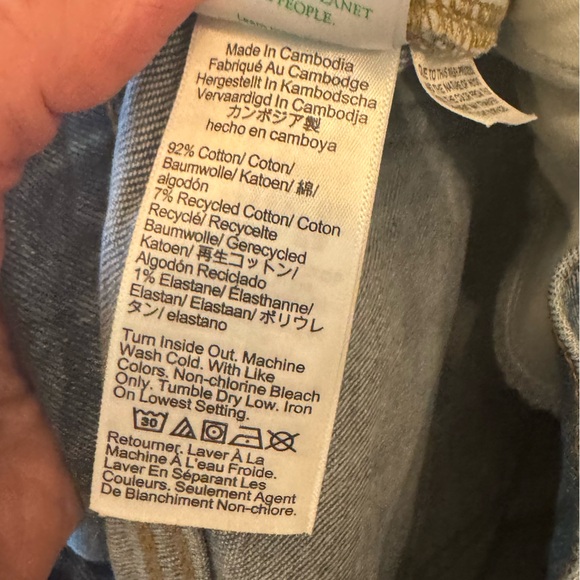 PLANET
PEOPLE.
Made In Cambodia
Fabriqué Au Cambodge
Hergestellt In Kambodscha
Vervaardigd In Cambodja
カンボジア製
hecho en camboya
92% Cotton/ Coton/
Baumwolle/ Katoen/ 綿/
algodón
7% Recycled Cotton/ Coton
Recyclé/ Recycelte
Baumwolle/ Gerecycled
Katoen/ 再生コットン/
Algodón Reciclado
1% Elastane/ Élasthanne/
Elastan/ Elastaan/ ポリウレ
タン/ elastano
Turn Inside Out. Machine
Wash Cold. With Like
Colors. Non-chlorine Bleach
Only. Tumble Dry Low. Iron
On Lowest Setting.
30
Retourner. Laver À La
Machine À L'eau Froide.
Laver En Séparant Les
Couleurs. Seulement Agent
De Blanchiment Non-chlore.